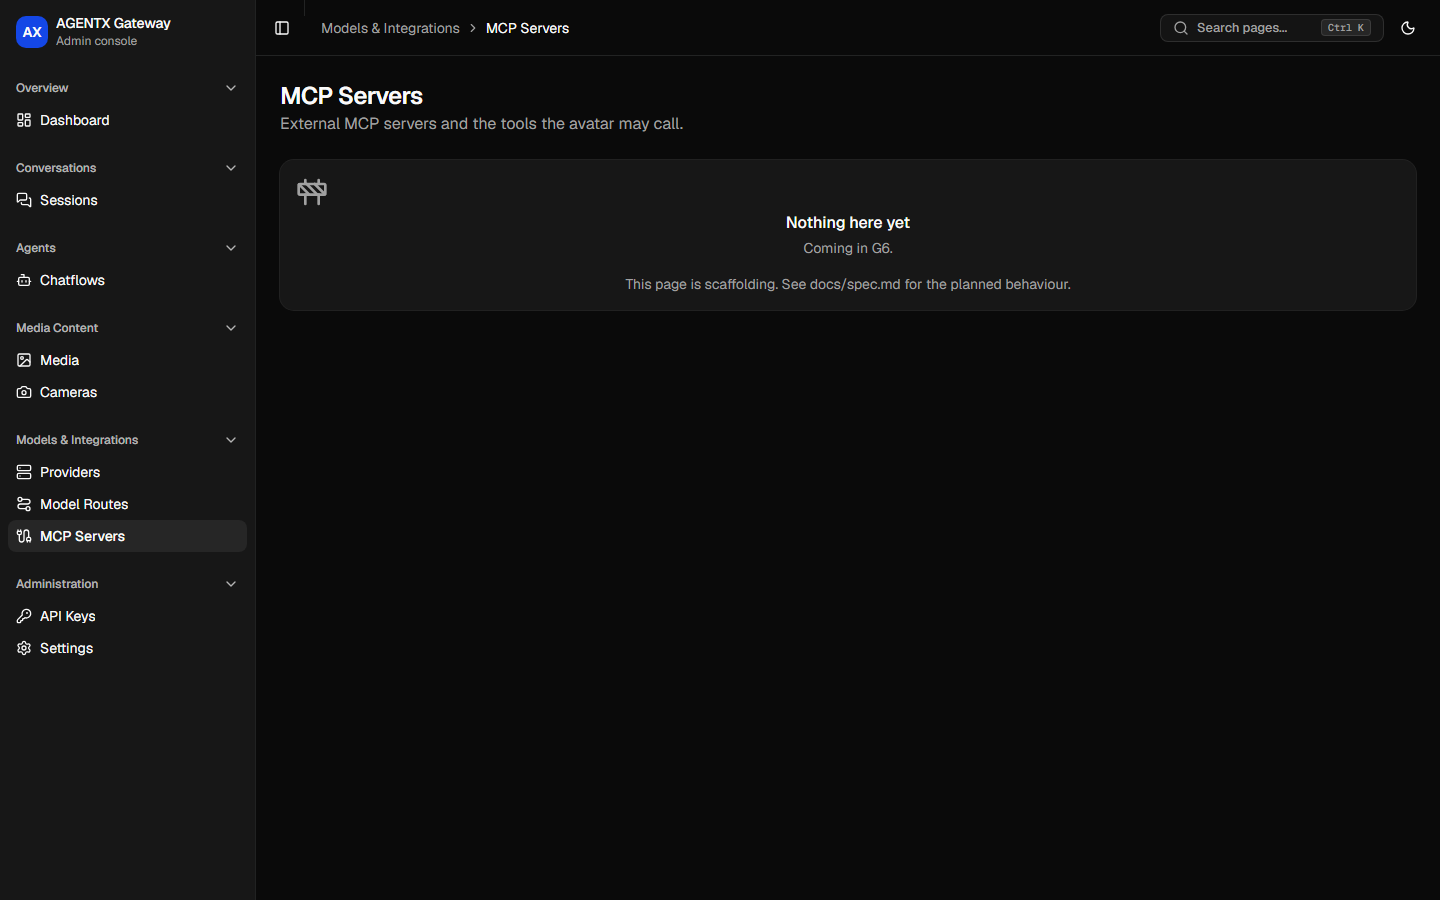 AX
AGENTX Gateway
Admin console
Overview
Dashboard
Conversations
Sessions
Agents
Chatflows
Media Content
Media
Cameras
Models & Integrations
Providers
Model Routes
MCP Servers
Administration
API Keys
Settings
Models & Integrations > MCP Servers
Search pages... Ctrl K
MCP Servers
External MCP servers and the tools the avatar may call.
Nothing here yet
Coming in G6.
This page is scaffolding. See docs/spec.md for the planned behaviour.